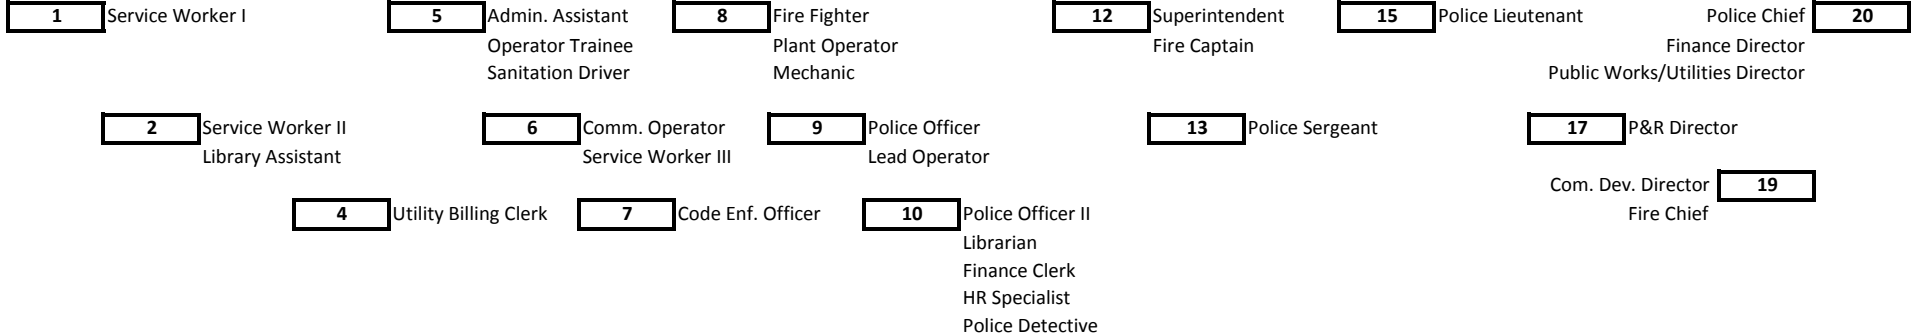 1 Service Worker I 5 Admin. Assistant 8 Fire Fighter 12 Superintendent 15 Police Lieutenant Police Chief 20
Operator Trainee Plant Operator Fire Captain Finance Director
Sanitation Driver Mechanic Public Works/Utilities Director
2 Service Worker II 6 Comm. Operator 9 Police Officer 13 Police Sergeant 17 P&R Director
Library Assistant Service Worker III Lead Operator
Com. Dev. Director 19
4 Utility Billing Clerk 7 Code Enf. Officer 10 Police Officer II Fire Chief
Librarian
Finance Clerk
HR Specialist
Police Detective